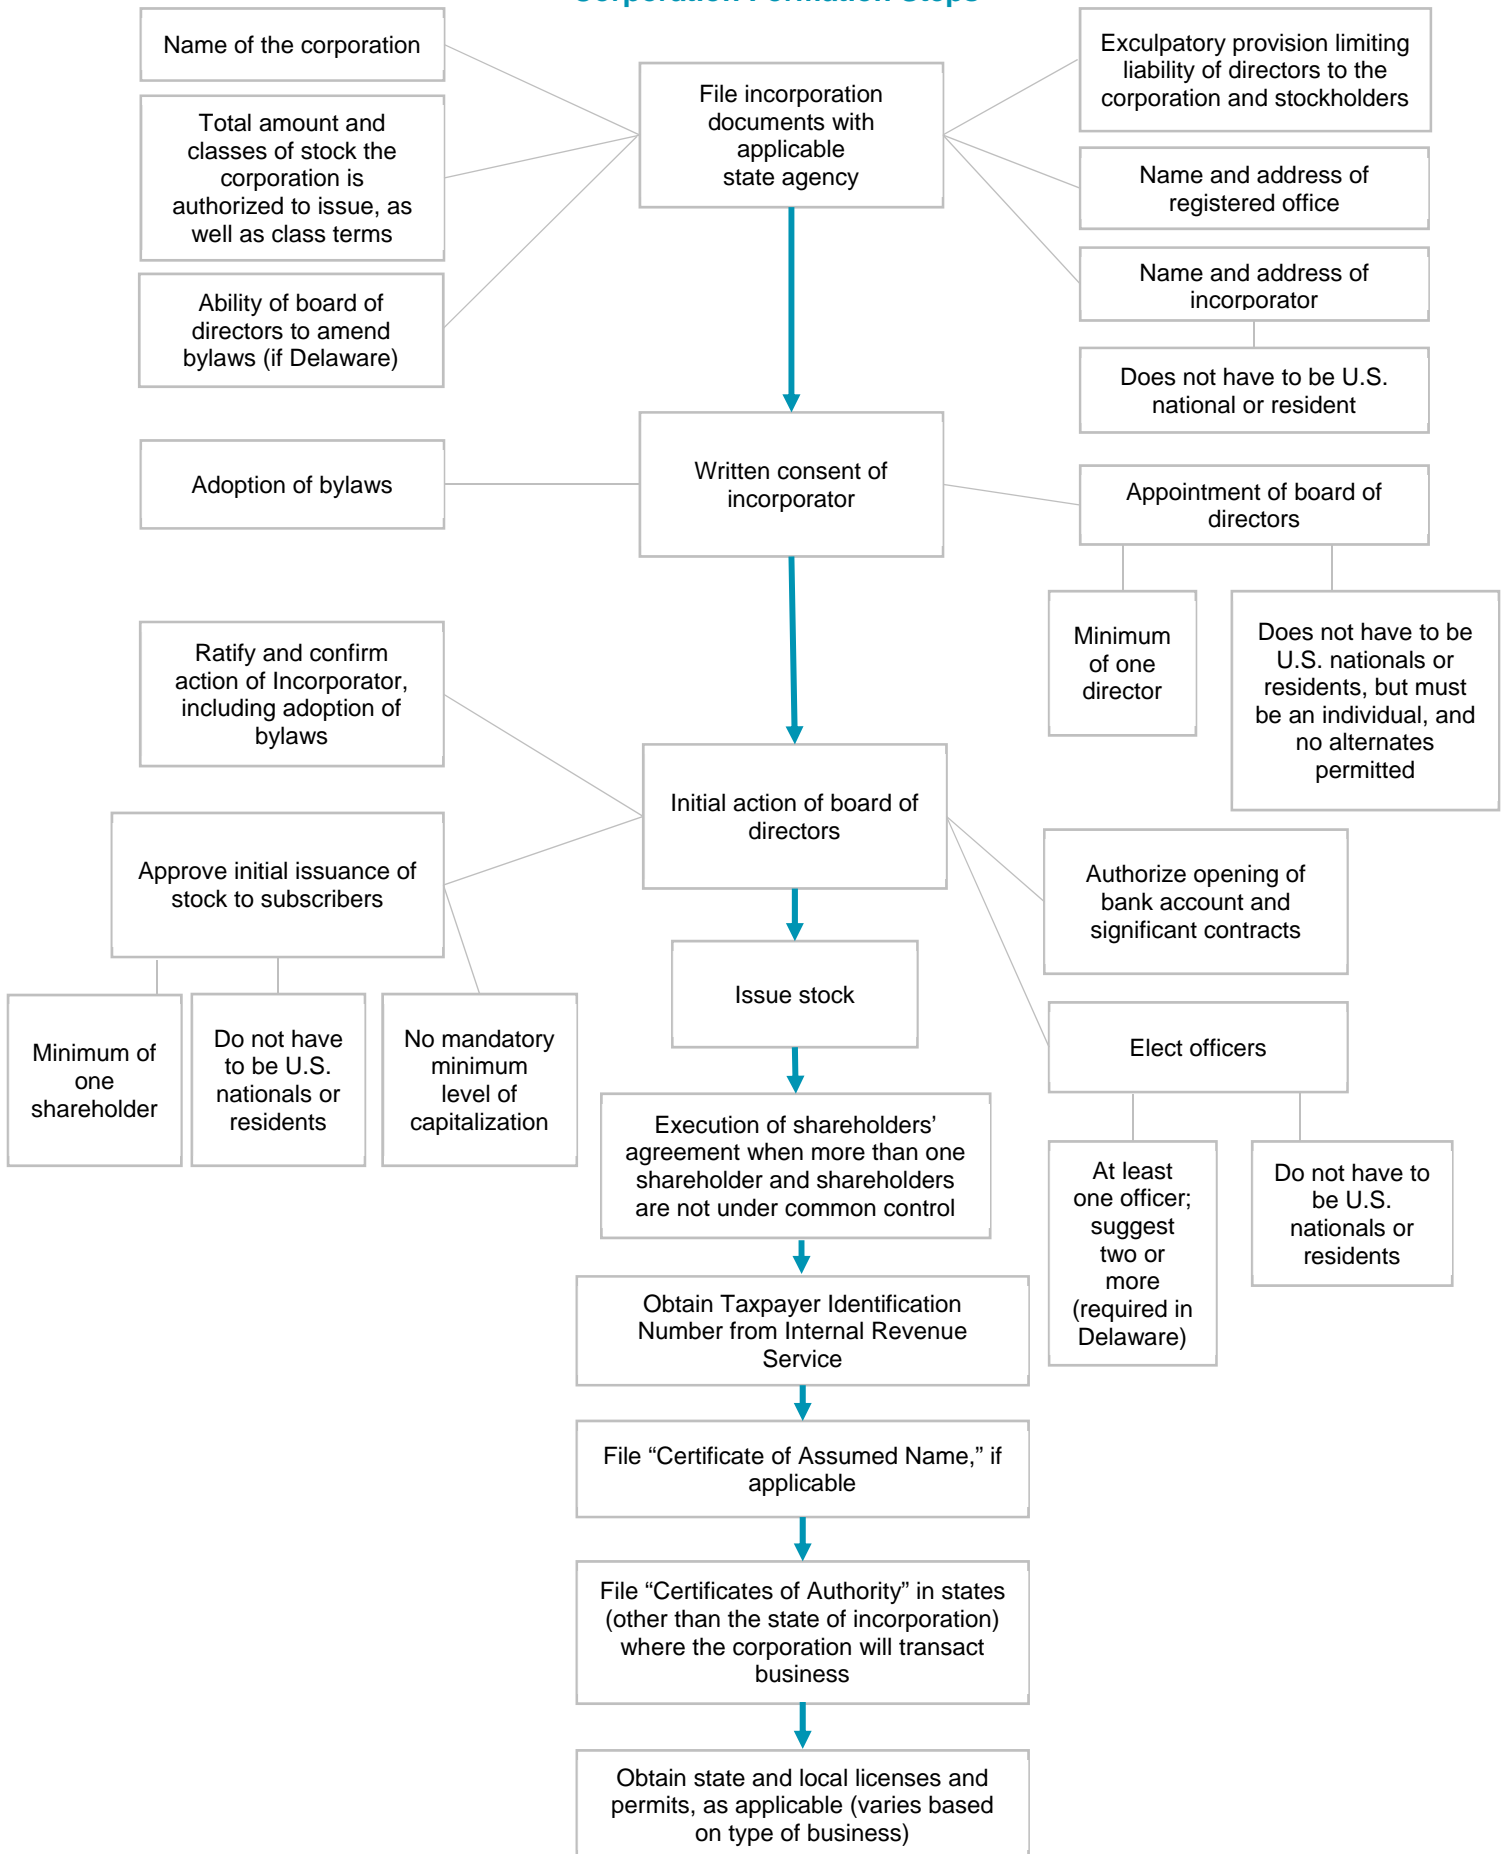 Corporation Formation Steps
Name of the corporation
Total amount and
classes of stock the
corporation is
authorized to issue, as
well as class terms
Ability of board of
directors to amend
bylaws (if Delaware)
File incorporation
documents with
applicable
state agency
Exculpatory provision limiting
liability of directors to the
corporation and stockholders
Name and address of
registered office
Name and address of
incorporator
Does not have to be U.S.
national or resident
Adoption of bylaws
Written consent of
incorporator
Appointment of board of
directors
Minimum
of one
director
Does not have to be
U.S. nationals or
residents, but must
be an individual, and
no alternates
permitted
Ratify and confirm
action of Incorporator,
including adoption of
bylaws
Approve initial issuance of
stock to subscribers
Minimum of
one
shareholder
Do not have
to be U.S.
nationals or
residents
No mandatory
minimum
level of
capitalization
Initial action of board of
directors
Authorize opening of
bank account and
significant contracts
Elect officers
At least
one officer;
suggest
two or
more
(required in
Delaware)
Do not have to
be U.S.
nationals or
residents
Issue stock
Execution of shareholders’
agreement when more than one
shareholder and shareholders
are not under common control
Obtain Taxpayer Identification
Number from Internal Revenue
Service
File “Certificate of Assumed Name,” if
applicable
File “Certificates of Authority” in states
(other than the state of incorporation)
where the corporation will transact
business
Obtain state and local licenses and
permits, as applicable (varies based
on type of business)